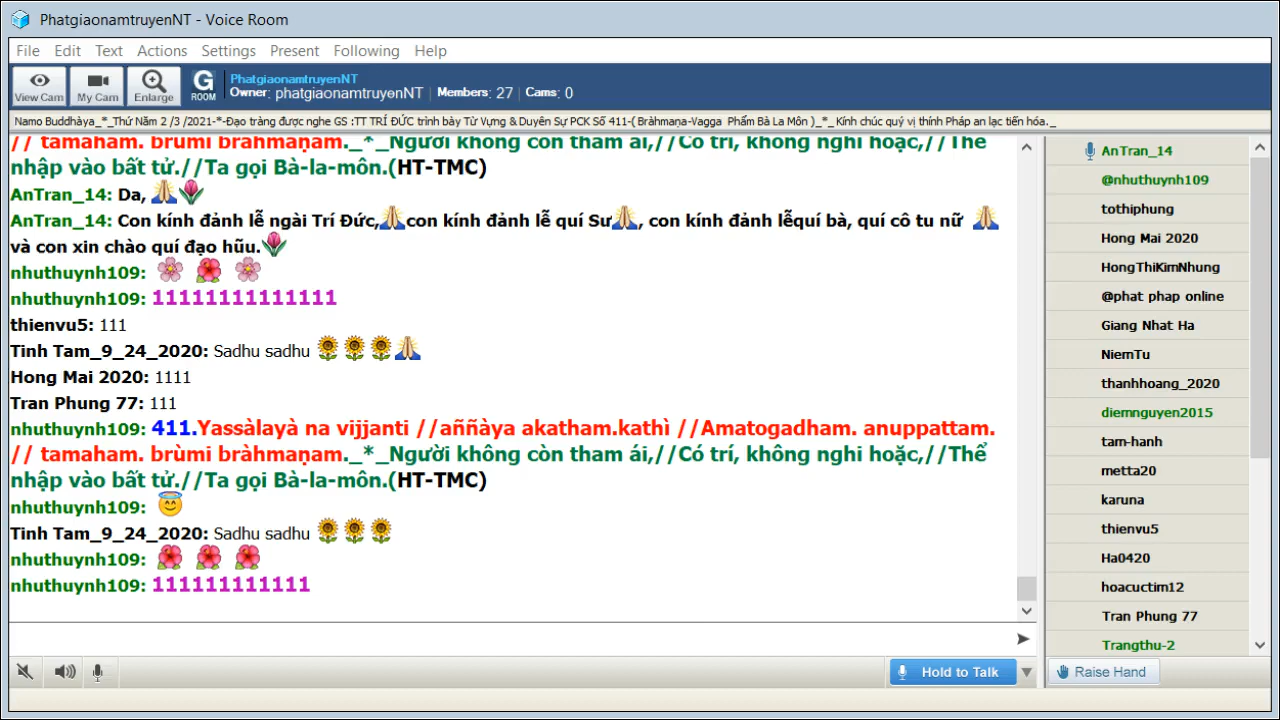 PhatgiaonamtruyenNT - Voice Room
File Edit Text Actions Settings Present Following Help
View Cam My Cam Enlarge G ROOM
PhatgiaonamtruyenNT
Owner: phatgiaonamtruyenNT | Members: 27 | Cams: 0
Namo Buddhàya_*_Thứ Năm 2 /3 /2021-*-Đạo tràng được nghe GS :TT TRÍ ĐỨC trình bày Từ Vựng & Duyên Sự PCK Số 411-( Bràhmaṇa-Vagga Phẩm Bà La Môn )_*_ Kính chúc quý vị thính Pháp an lạc tiến hóa._
// tamaham. brùmi bràhmaṇam._*_Người không còn tham ái,//Có trí, không nghi hoặc,//Thể
nhập vào bất tử.//Ta gọi Bà-la-môn.(HT-TMC)
AnTran_14: Da, 🙏🌷
AnTran_14: Con kính đảnh lễ ngài Trí Đức,🙏con kính đảnh lễ quí Sư🙏, con kính đảnh lễquí bà, quí cô tu nữ 🙏
và con xin chào quí đạo hữu.🌷
nhuthuynh109: 🌸 🌺 🌸
nhuthuynh109: 11111111111111
thienvu5: 111
Tinh Tam_9_24_2020: Sadhu sadhu 🌻🌻🌻🙏
Hong Mai 2020: 1111
Tran Phung 77: 111
nhuthuynh109: 411.Yassàlayà na vijjanti //aññàya akatham.kathì //Amatogadham. anuppattam.
// tamaham. brùmi bràhmaṇam._*_Người không còn tham ái,//Có trí, không nghi hoặc,//Thể
nhập vào bất tử.//Ta gọi Bà-la-môn.(HT-TMC)
nhuthuynh109: 😇
Tinh Tam_9_24_2020: Sadhu sadhu 🌻🌻🌻
nhuthuynh109: 🌺 🌺 🌺
nhuthuynh109: 111111111111
Hold to Talk
AnTran_14
@nhuthuynh109
tothiphung
Hong Mai 2020
HongThiKimNhung
@phat phap online
Giang Nhat Ha
NiemTu
thanhhoang_2020
diemnguyen2015
tam-hanh
metta20
karuna
thienvu5
Ha0420
hoacuctim12
Tran Phung 77
Trangthu-2
Raise Hand